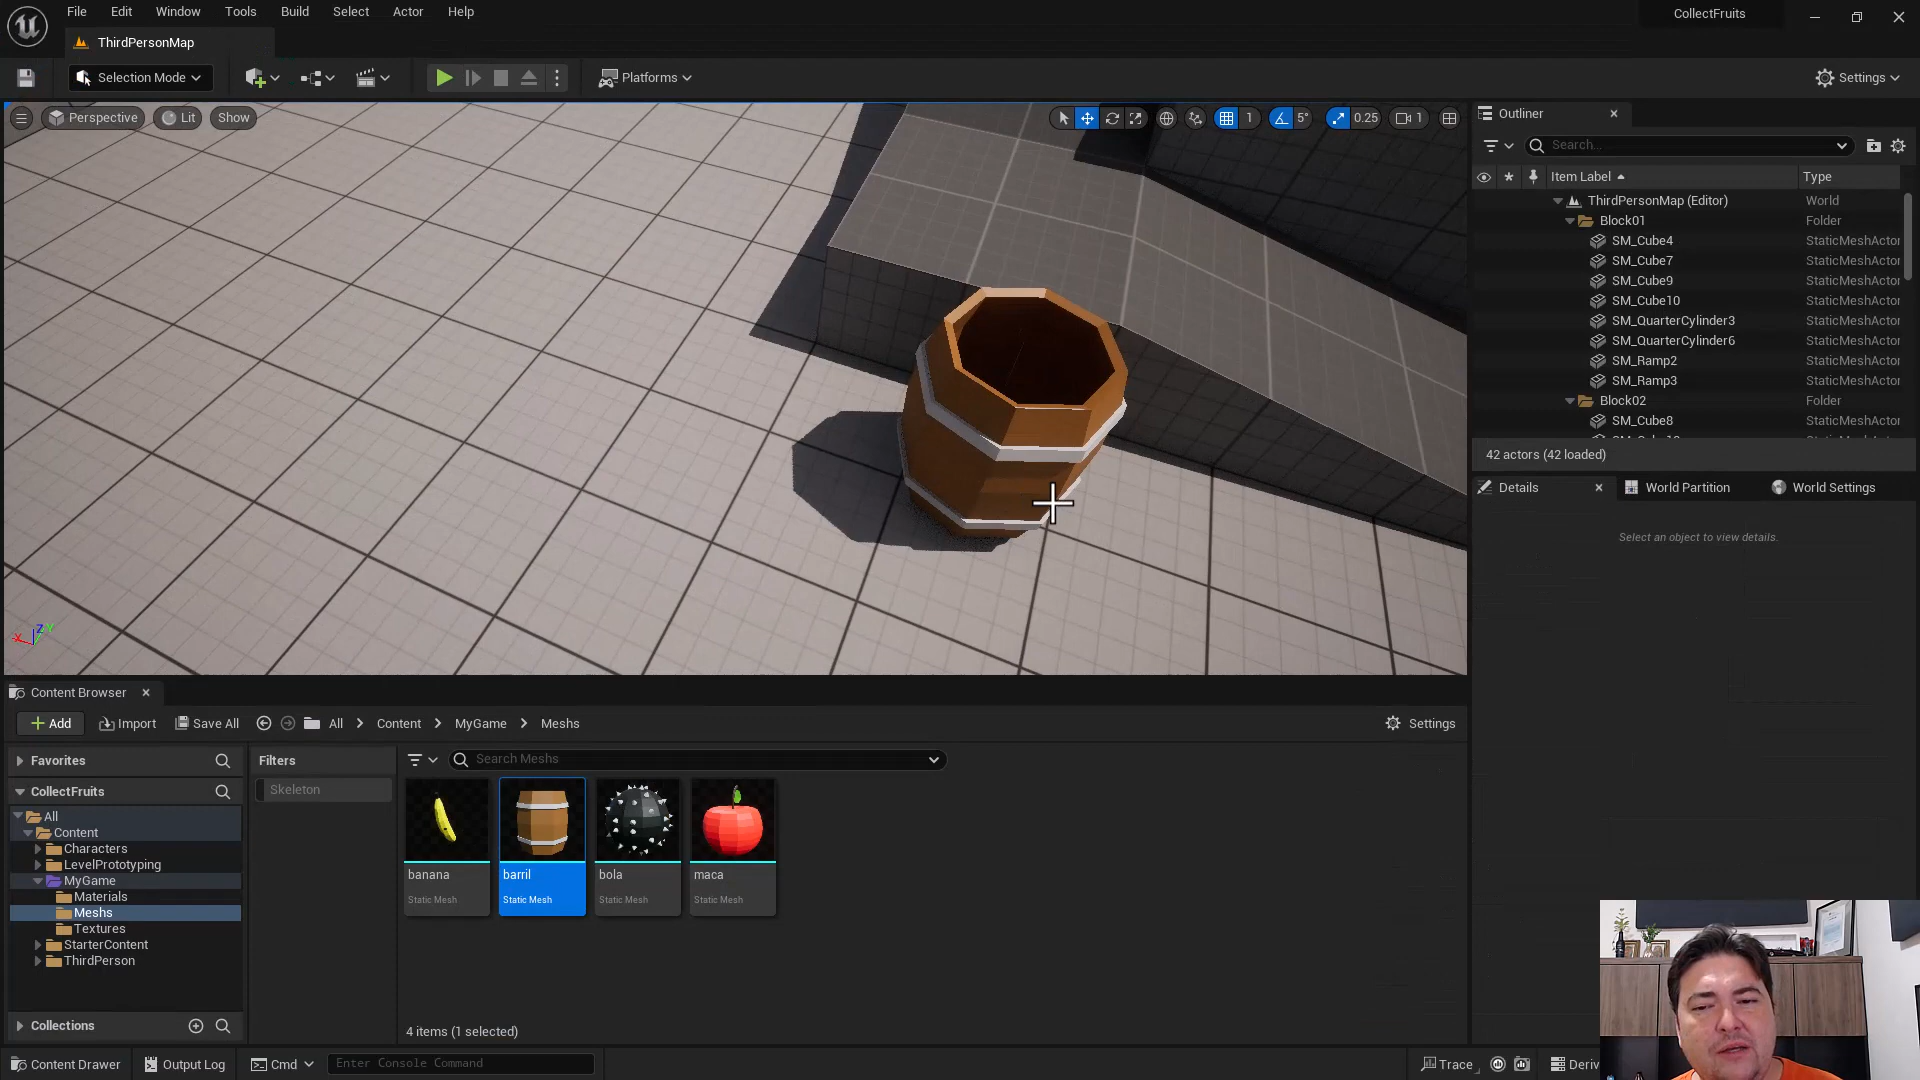 File Edit Window Tools Build Select Actor Help
CollectFruits
ThirdPersonMap
Selection Mode
Platforms
Settings
Perspective Lit Show
1 5° 0.25 1
Outliner
Search...
Item Label Type
ThirdPersonMap (Editor) World
Block01 Folder
SM_Cube4 StaticMeshActor
SM_Cube7 StaticMeshActor
SM_Cube9 StaticMeshActor
SM_Cube10 StaticMeshActor
SM_QuarterCylinder3 StaticMeshActor
SM_QuarterCylinder6 StaticMeshActor
SM_Ramp2 StaticMeshActor
SM_Ramp3 StaticMeshActor
Block02 Folder
SM_Cube8 StaticMeshActor
42 actors (42 loaded)
Details World Partition World Settings
Select an object to view details.
X Z Y
Content Browser
Add Import Save All All Content MyGame Meshs Settings
Favorites
CollectFruits
All
Content
Characters
LevelPrototyping
MyGame
Materials
Meshs
Textures
StarterContent
ThirdPerson
Collections
Filters
Skeleton
Search Meshs
banana barril bola maca
Static Mesh Static Mesh Static Mesh Static Mesh
4 items (1 selected)
Content Drawer Output Log Cmd Enter Console Command
Trace Deriv